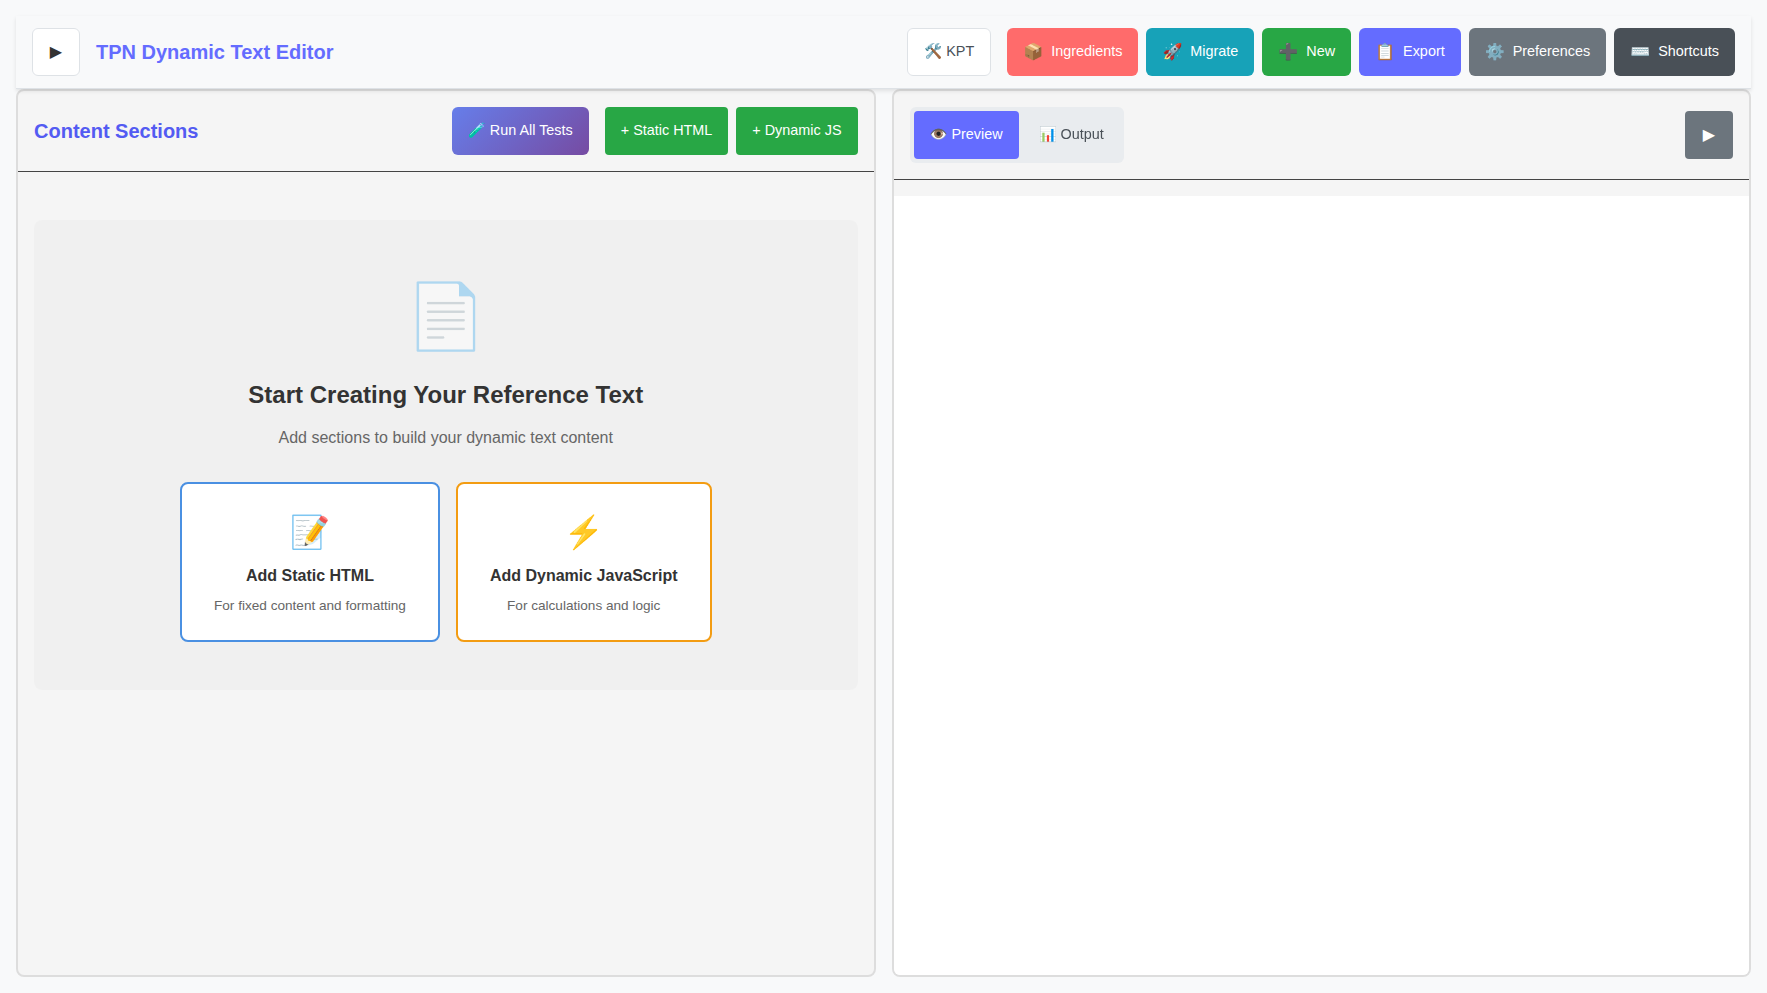 ▶ TPN Dynamic Text Editor 🛠️ KPT 📦 Ingredients 🚀 Migrate ➕ New 📋 Export ⚙️ Preferences ⌨️ Shortcuts
Content Sections 🧪 Run All Tests + Static HTML + Dynamic JS
👁️ Preview 📊 Output ▶
Start Creating Your Reference Text
Add sections to build your dynamic text content
Add Static HTML
For fixed content and formatting
Add Dynamic JavaScript
For calculations and logic